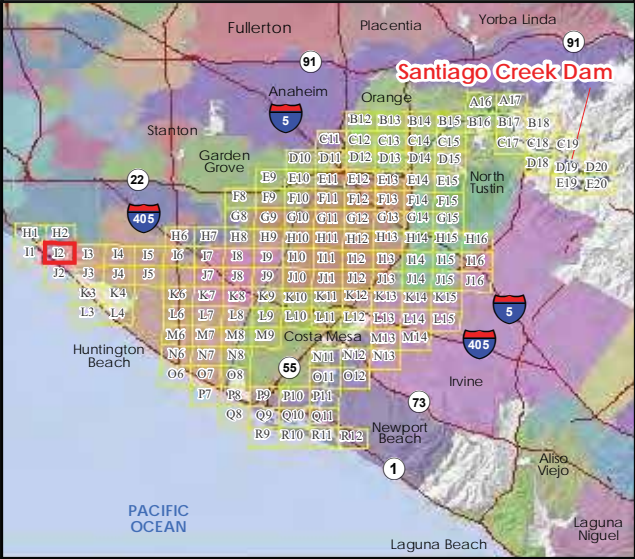 Fullerton
Placentia
Yorba Linda
91
91
Santiago Creek Dam
Anaheim
Orange
A16 A17
5
B12 B13 B14 B15 B16 B17 B18
Stanton
C11 C12 C13 C14 C15 C17 C18 C19
Garden
Grove
D10 D11 D12 D13 D14 D15 D18 D19 D20
North
Tustin
22
E9 E10 E11 E12 E13 E14 E15 E19 E20
405
F8 F9 F10 F11 F12 F13 F14 F15
G8 G9 G10 G11 G12 G13 G14 G15
H1 H2 H6 H7 H8 H9 H10 H11 H12 H13 H14 H15 H16
I1 I2 I3 I4 I5 I6 I7 I8 I9 I10 I11 I12 I13 I14 I15 I16
J2 J3 J4 J5 J7 J8 J9 J10 J11 J12 J13 J14 J15 J16
K3 K4 K6 K7 K8 K9 K10 K11 K12 K13 K14 K15
5
L3 L4 L6 L7 L8 L9 L10 L11 L12 L13 L14 L15
M6 M7 M8 M9 Costa Mesa M13 M14
405
Huntington
Beach
N6 N7 N8 N11 N12 N13
55
O6 O7 O8 O11 O12
Irvine
P7 P8 P9 P10 P11
73
Q8 Q9 Q10 Q11
Newport
Beach
R9 R10 R11 R12
1
Aliso
Viejo
PACIFIC
OCEAN
Laguna
Niguel
Laguna Beach